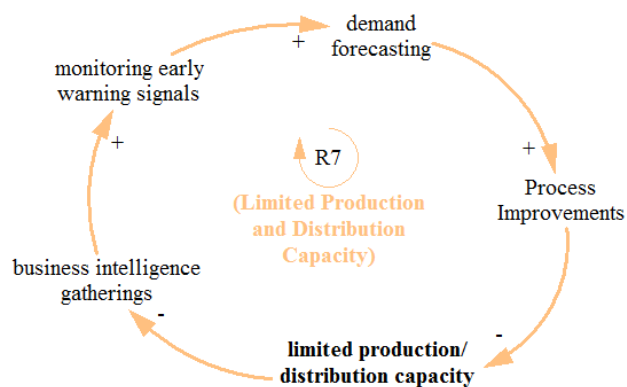 demand
forecasting
+
monitoring early
warning signals
+
+
R7
Process
Improvements
(Limited Production
and Distribution
Capacity)
business intelligence
gatherings
-
-
limited production/
distribution capacity